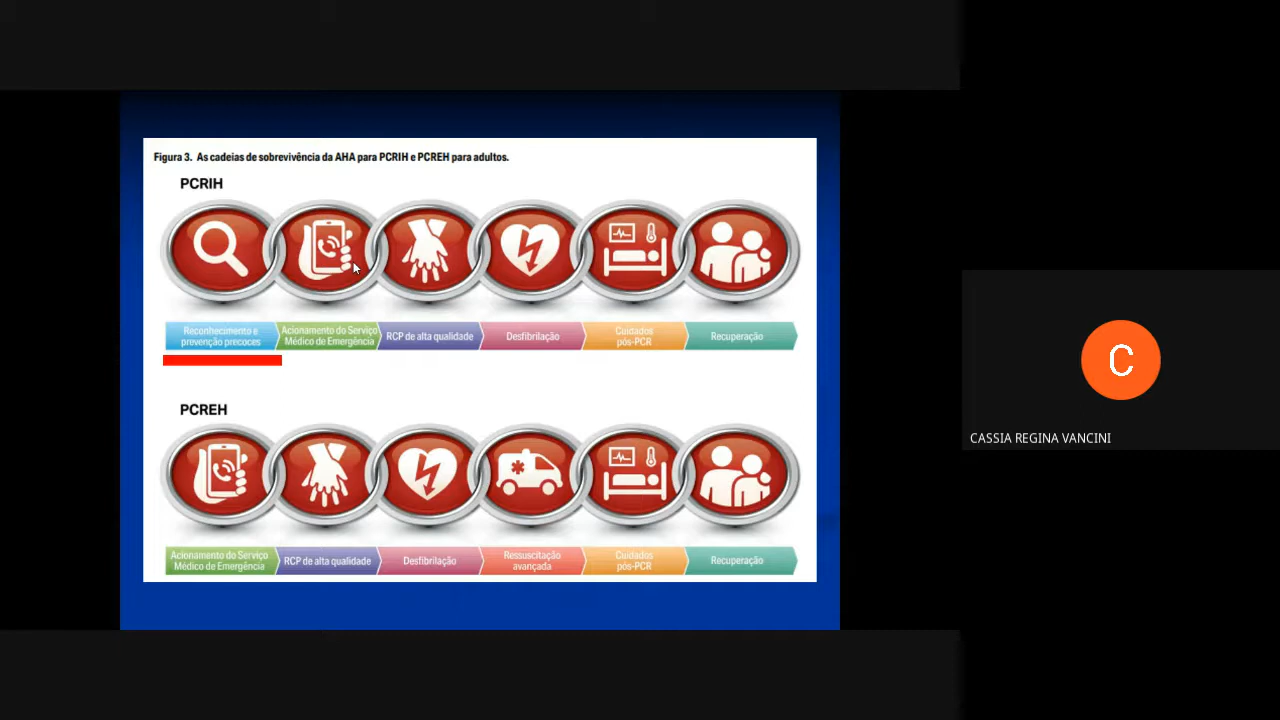 Figura 3. As cadeias de sobrevivência da AHA para PCRIH e PCREH para adultos.
PCRIH
Reconhecimento e
prevenção precoces
Acionamento do Serviço
Médico de Emergência
RCP de alta qualidade
Desfibrilação
Cuidados
pós-PCR
Recuperação
PCREH
Acionamento do Serviço
Médico de Emergência
RCP de alta qualidade
Desfibrilação
Ressuscitação
avançada
Cuidados
pós-PCR
Recuperação
C
CASSIA REGINA VANCINI